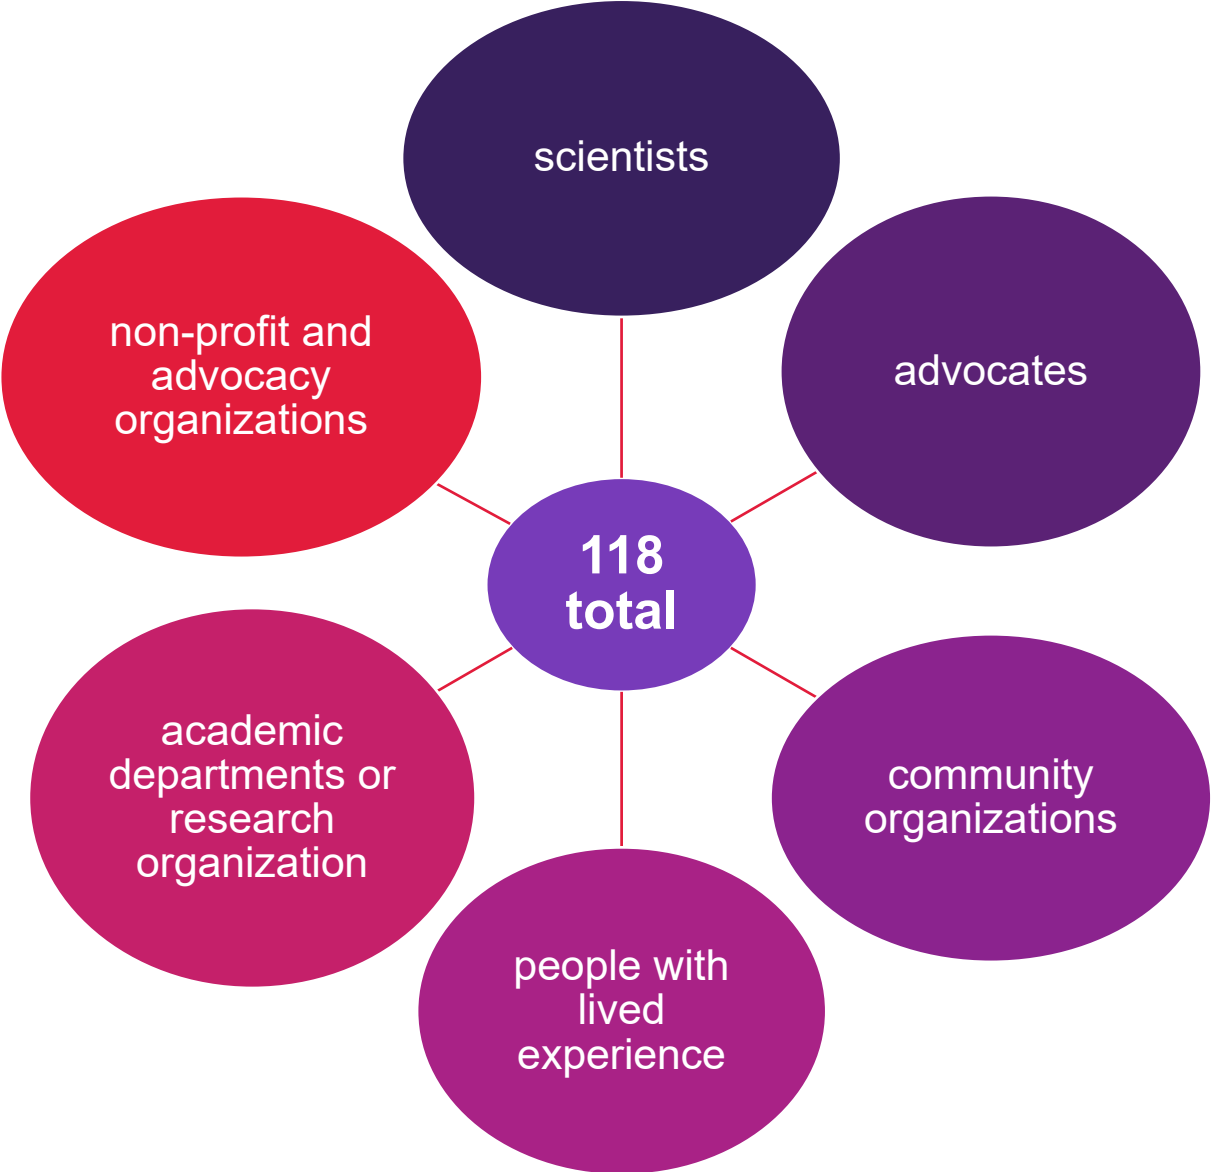 scientists
advocates
community
organizations
people with
lived
experience
academic
departments or
research
organization
non-profit and
advocacy
organizations
118
total